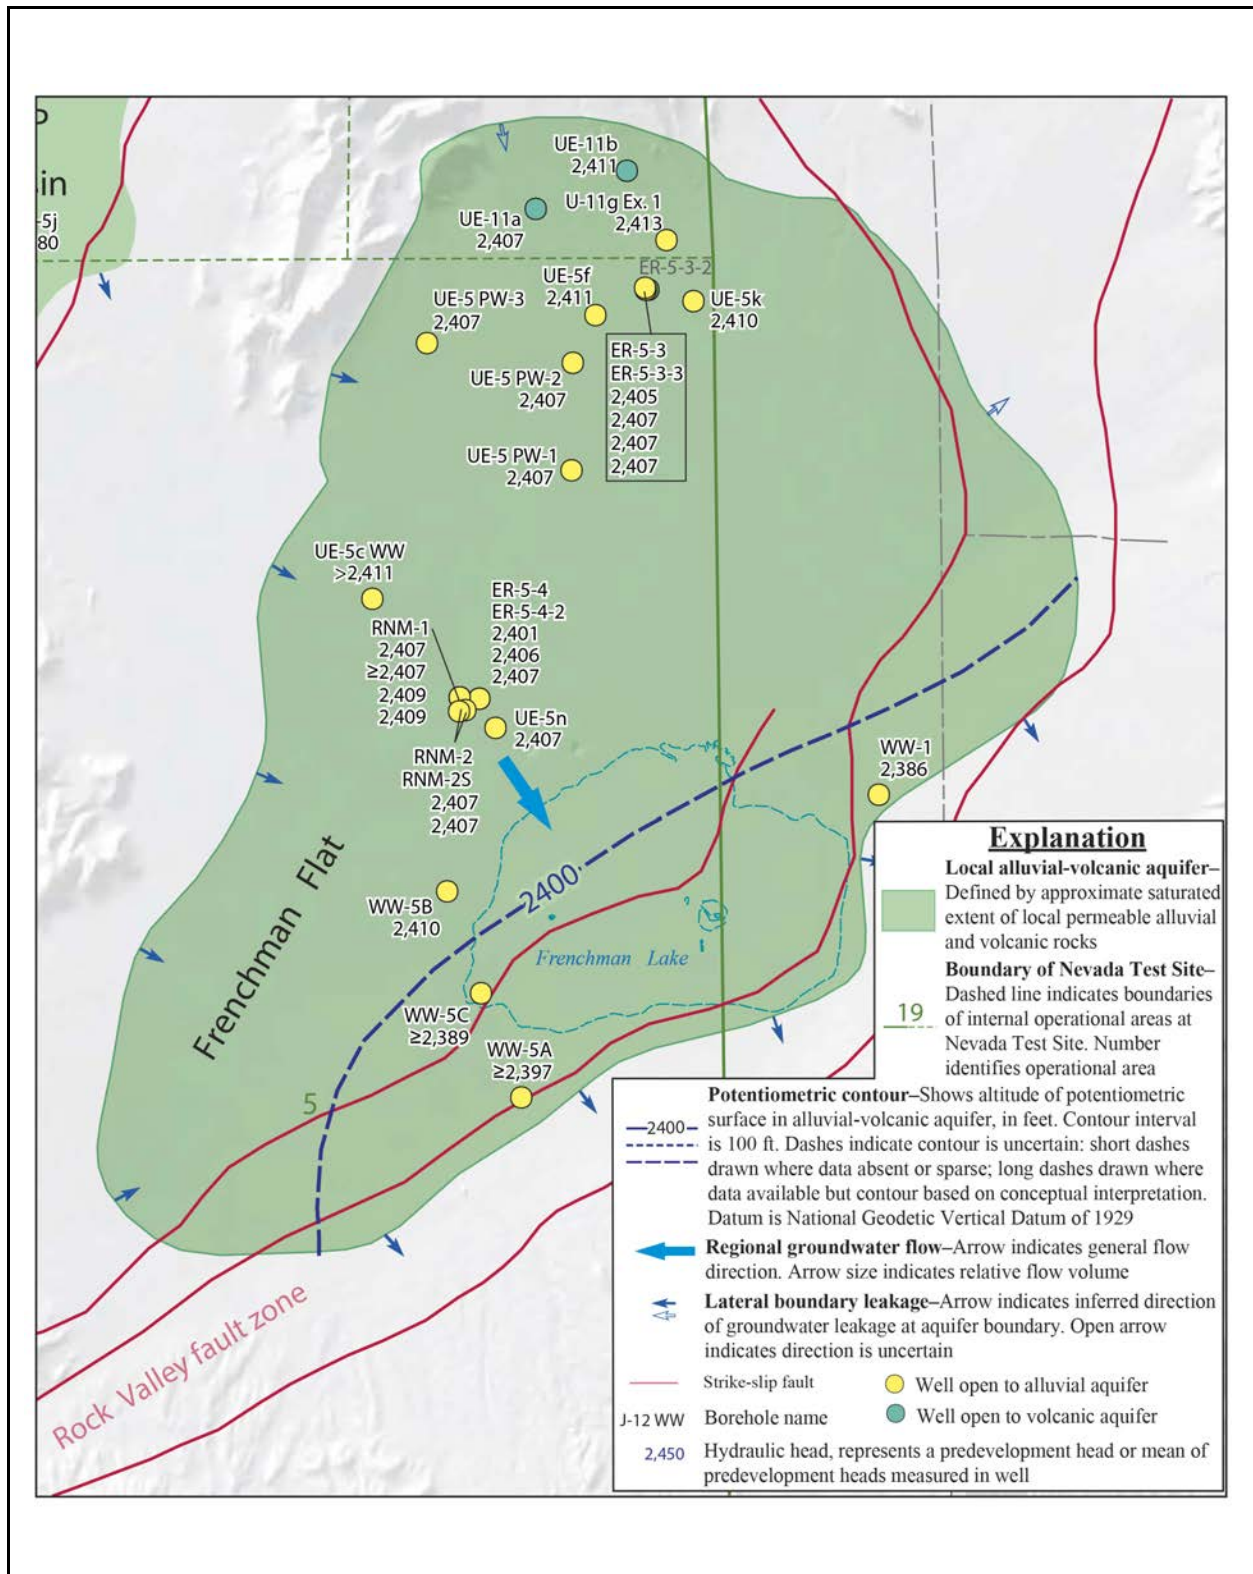 in
-5j
80
UE-11b
2,411
U-11g Ex. 1
2,413
UE-11a
2,407
ER-5-3-2
UE-5f
2,411
UE-5k
2,410
UE-5 PW-3
2,407
ER-5-3
ER-5-3-3
2,405
2,407
2,407
2,407
UE-5 PW-2
2,407
UE-5 PW-1
2,407
UE-5c WW
>2,411
ER-5-4
ER-5-4-2
2,401
2,406
2,407
RNM-1
2,407
≥2,407
2,409
2,409
UE-5n
2,407
RNM-2
RNM-2S
2,407
2,407
WW-1
2,386
Frenchman Flat
WW-5B
2,410
2400
Frenchman Lake
WW-5C
≥2,389
WW-5A
≥2,397
5
Rock Valley fault zone
Explanation
Local alluvial-volcanic aquifer–
Defined by approximate saturated
extent of local permeable alluvial
and volcanic rocks
Boundary of Nevada Test Site–
19
Dashed line indicates boundaries
of internal operational areas at
Nevada Test Site. Number
identifies operational area
Potentiometric contour–Shows altitude of potentiometric
surface in alluvial-volcanic aquifer, in feet. Contour interval
2400
is 100 ft. Dashes indicate contour is uncertain: short dashes
drawn where data absent or sparse; long dashes drawn where
data available but contour based on conceptual interpretation.
Datum is National Geodetic Vertical Datum of 1929
Regional groundwater flow–Arrow indicates general flow
direction. Arrow size indicates relative flow volume
Lateral boundary leakage–Arrow indicates inferred direction
of groundwater leakage at aquifer boundary. Open arrow
indicates direction is uncertain
Strike-slip fault
Well open to alluvial aquifer
J-12 WW Borehole name
Well open to volcanic aquifer
2,450 Hydraulic head, represents a predevelopment head or mean of
predevelopment heads measured in well